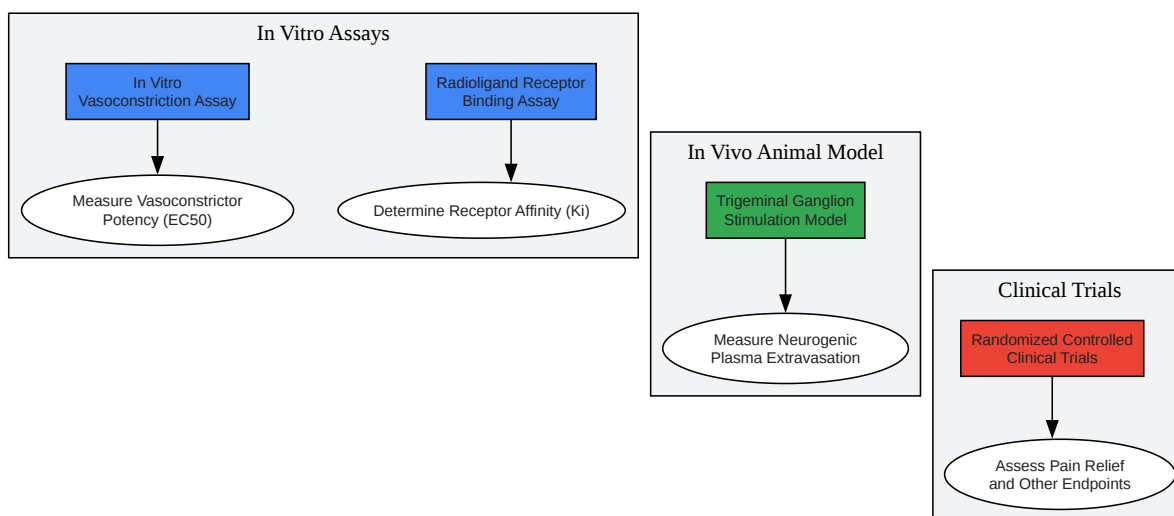 In Vitro Assays
In Vitro
Vasoconstriction Assay
Radioligand Receptor
Binding Assay
Measure Vasoconstrictor
Potency (EC50)
Determine Receptor Affinity (Ki)
In Vivo Animal Model
Trigeminal Ganglion
Stimulation Model
Measure Neurogenic
Plasma Extravasation
Clinical Trials
Randomized Controlled
Clinical Trials
Assess Pain Relief
and Other Endpoints